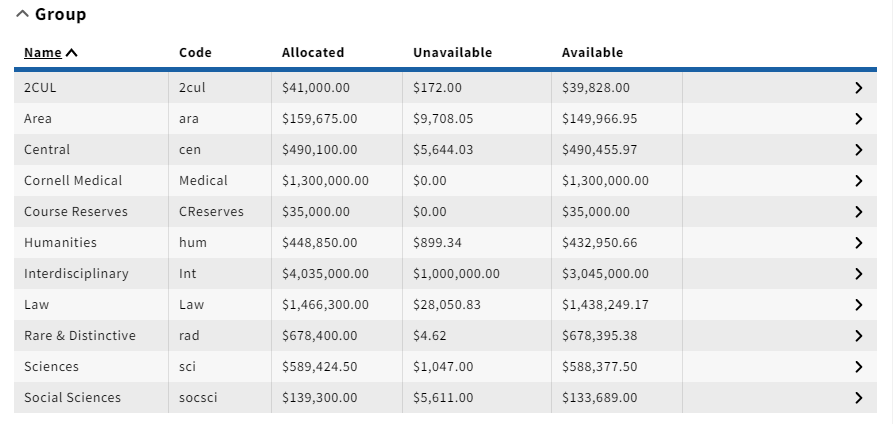 Group
Name Code Allocated Unavailable Available
2CUL 2cul $41,000.00 $172.00 $39,828.00
Area ara $159,675.00 $9,708.05 $149,966.95
Central cen $490,100.00 $5,644.03 $490,455.97
Cornell Medical Medical $1,300,000.00 $0.00 $1,300,000.00
Course Reserves CReserves $35,000.00 $0.00 $35,000.00
Humanities hum $448,850.00 $899.34 $432,950.66
Interdisciplinary Int $4,035,000.00 $1,000,000.00 $3,045,000.00
Law Law $1,466,300.00 $28,050.83 $1,438,249.17
Rare & Distinctive rad $678,400.00 $4.62 $678,395.38
Sciences sci $589,424.50 $1,047.00 $588,377.50
Social Sciences socsci $139,300.00 $5,611.00 $133,689.00